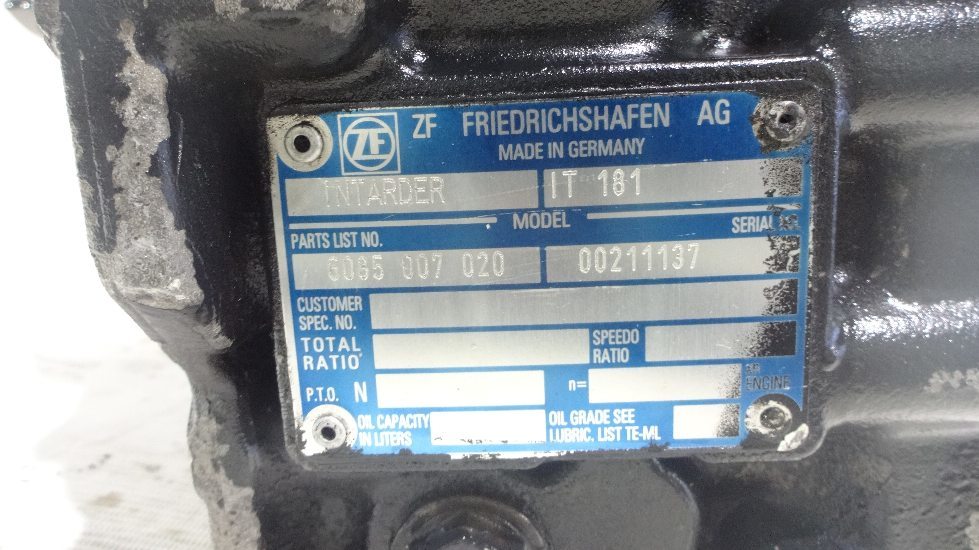 ZF ZF FRIEDRICHSHAFEN AG
MADE IN GERMANY
INTARDER IT 181
MODEL
PARTS LIST NO. SERIAL
6085 007 020 00211137
CUSTOMER
SPEC. NO.
TOTAL RATIO SPEEDO RATIO
P.T.O. N n= ENGINE
OIL CAPACITY IN LITERS OIL GRADE SEE LUBRIC. LIST TE-ML